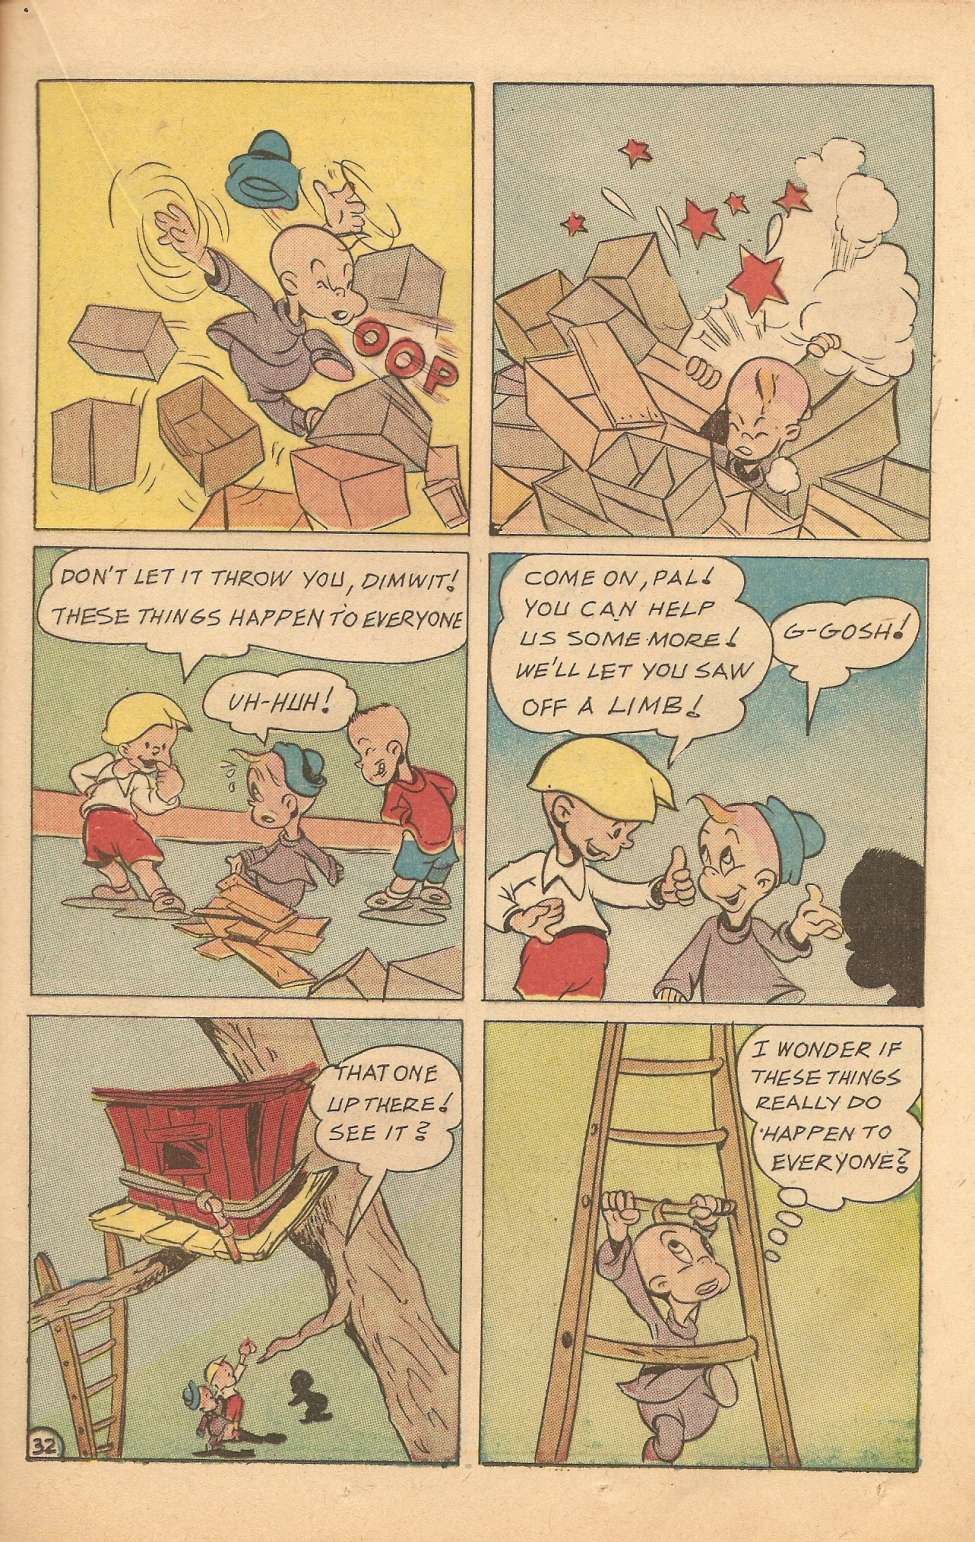 OOP
DON'T LET IT THROW YOU, DIMWIT!
THESE THINGS HAPPEN TO EVERYONE
UH-HUH!
COME ON, PAL!
YOU CAN HELP
US SOME MORE!
WE'LL LET YOU SAW
OFF A LIMB!
G-GOSH!
THAT ONE
UP THERE!
SEE IT?
32
I WONDER IF
THESE THINGS
REALLY DO
HAPPEN TO
EVERYONE?